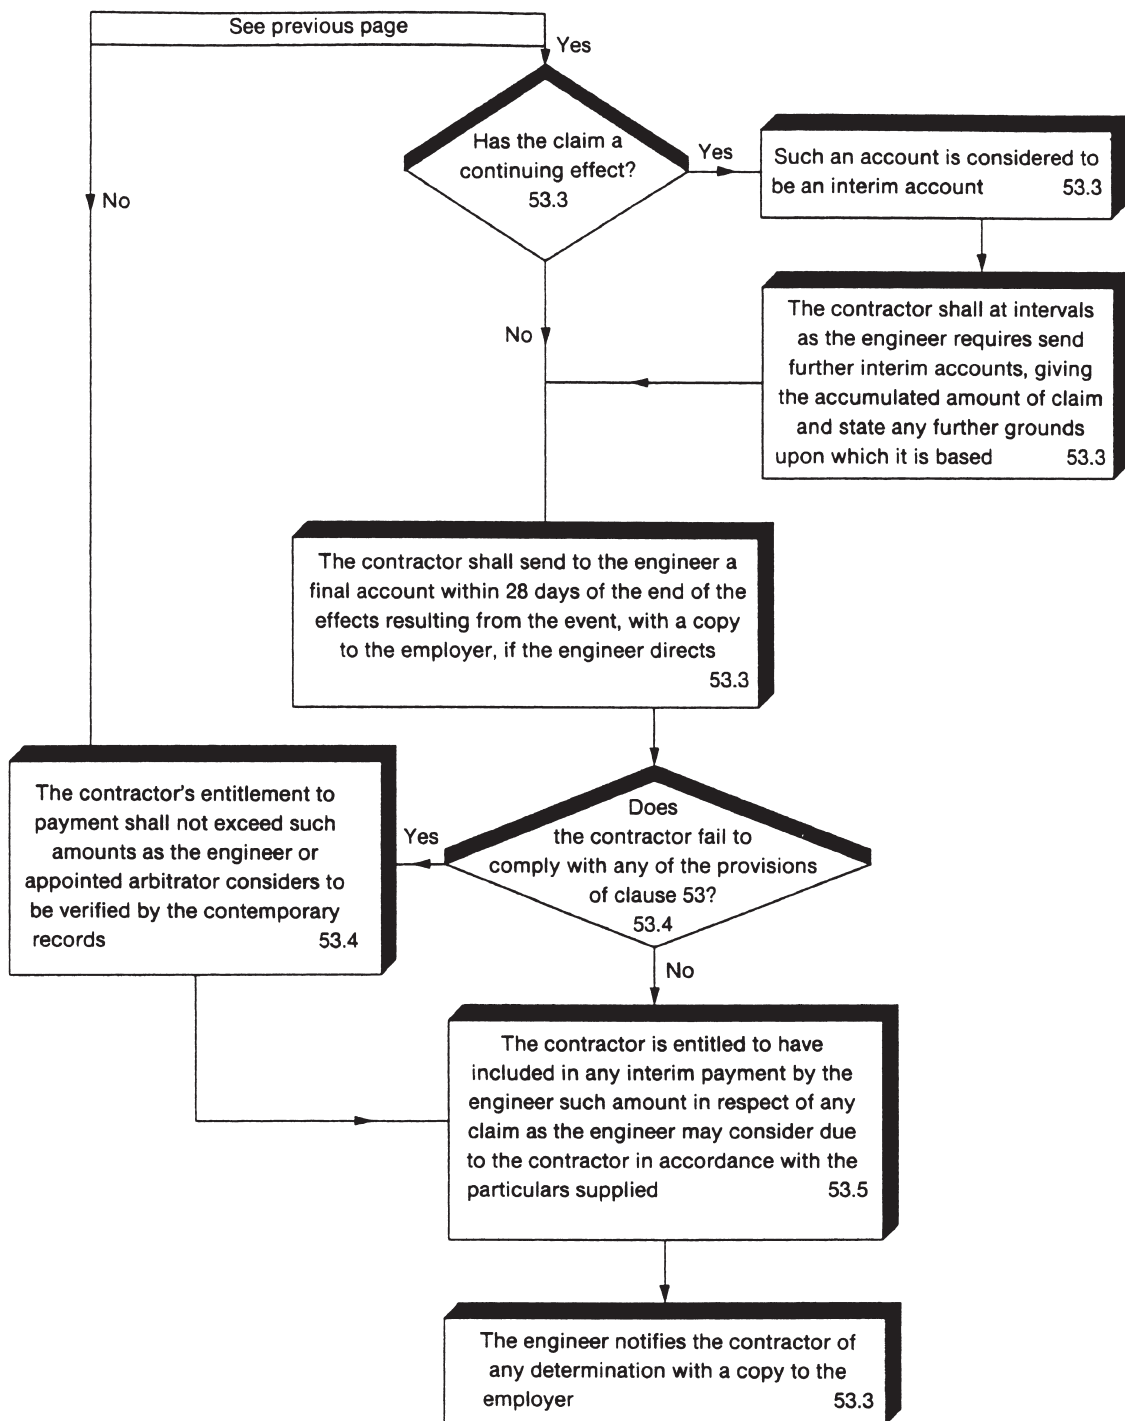 See previous page
Yes
Has the claim a
continuing effect?
53.3
Yes
Such an account is considered to
be an interim account 53.3
No
The contractor shall at intervals
as the engineer requires send
further interim accounts, giving
the accumulated amount of claim
and state any further grounds
upon which it is based 53.3
No
The contractor shall send to the engineer a
final account within 28 days of the end of the
effects resulting from the event, with a copy
to the employer, if the engineer directs
53.3
The contractor's entitlement to
payment shall not exceed such
amounts as the engineer or
appointed arbitrator considers to
be verified by the contemporary
records 53.4
Yes
Does
the contractor fail to
comply with any of the provisions
of clause 53?
53.4
No
The contractor is entitled to have
included in any interim payment by the
engineer such amount in respect of any
claim as the engineer may consider due
to the contractor in accordance with the
particulars supplied 53.5
The engineer notifies the contractor of
any determination with a copy to the
employer 53.3